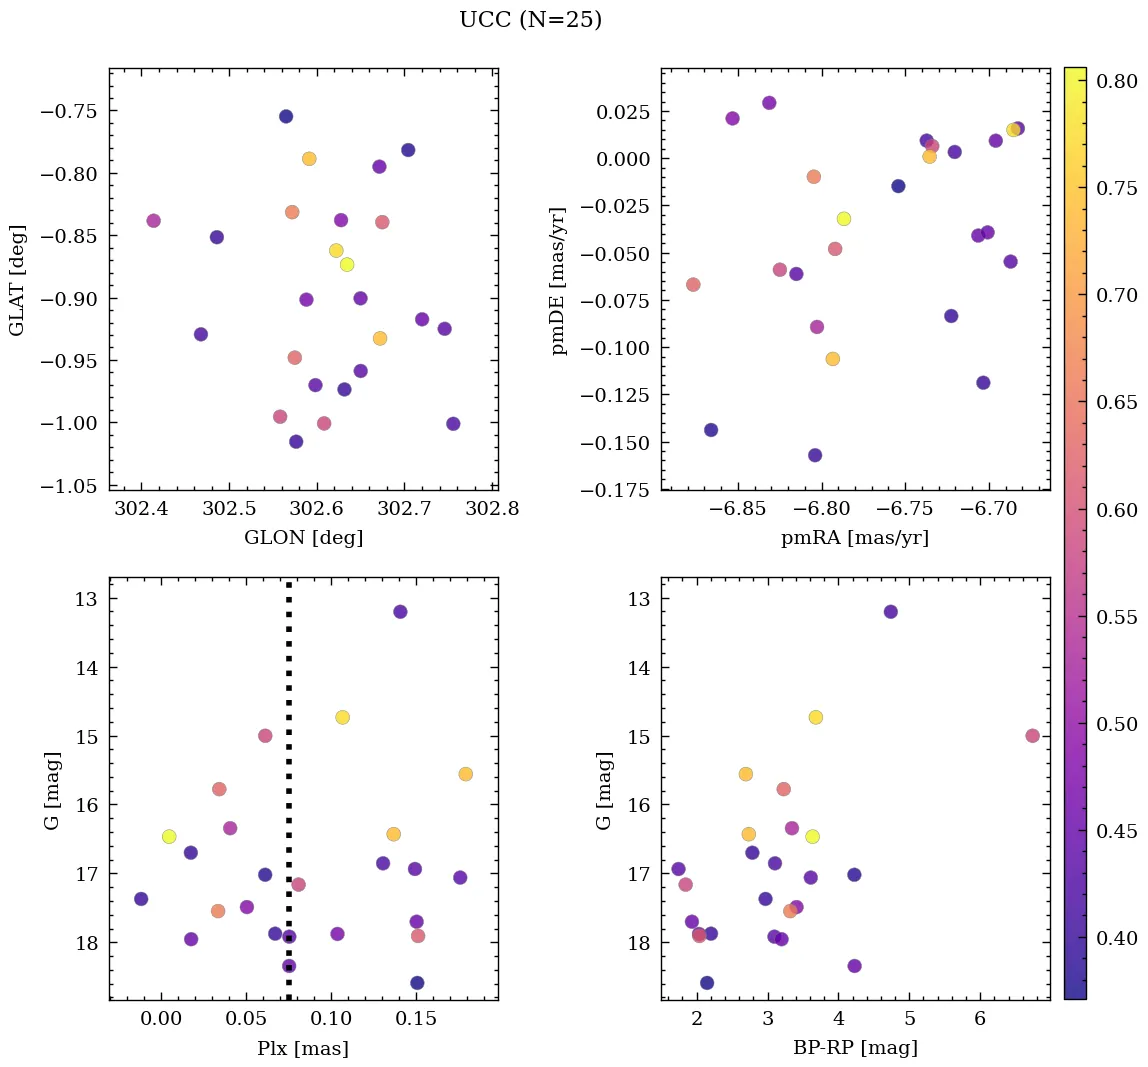 UCC (N=25)
−0.75
−0.80
−0.85
−0.90
−0.95
−1.00
−1.05
GLAT [deg]
302.4 302.5 302.6 302.7 302.8
GLON [deg]
0.025
0.000
−0.025
−0.050
−0.075
−0.100
−0.125
−0.150
−0.175
pmDE [mas/yr]
−6.85 −6.80 −6.75 −6.70
pmRA [mas/yr]
13
14
15
16
17
18
G [mag]
0.00 0.05 0.10 0.15
Plx [mas]
13
14
15
16
17
18
G [mag]
2 3 4 5 6
BP-RP [mag]
0.80
0.75
0.70
0.65
0.60
0.55
0.50
0.45
0.40